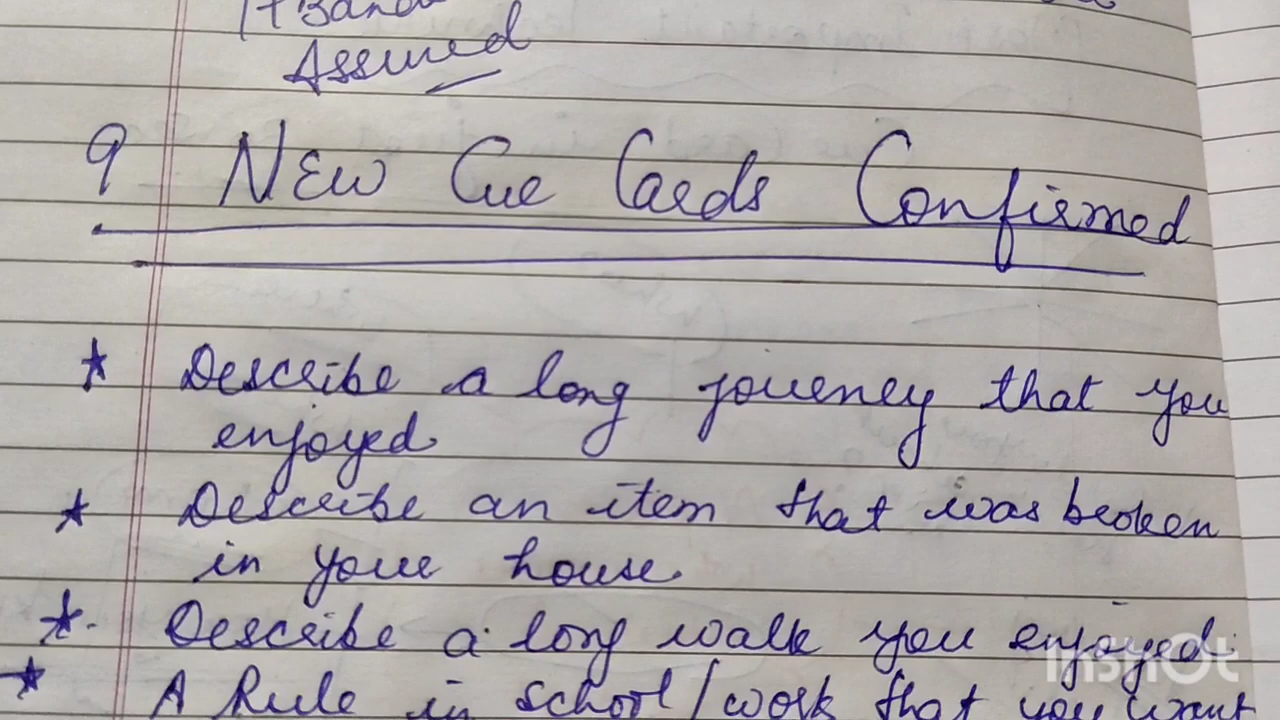 Assured
9 New Cue Cards Confirmed
* Describe a long journey that you
enjoyed
* Describe an item that was broken
in your house
* Describe a long walk you enjoyed.
* A Rule in school/work that you want
InShOt